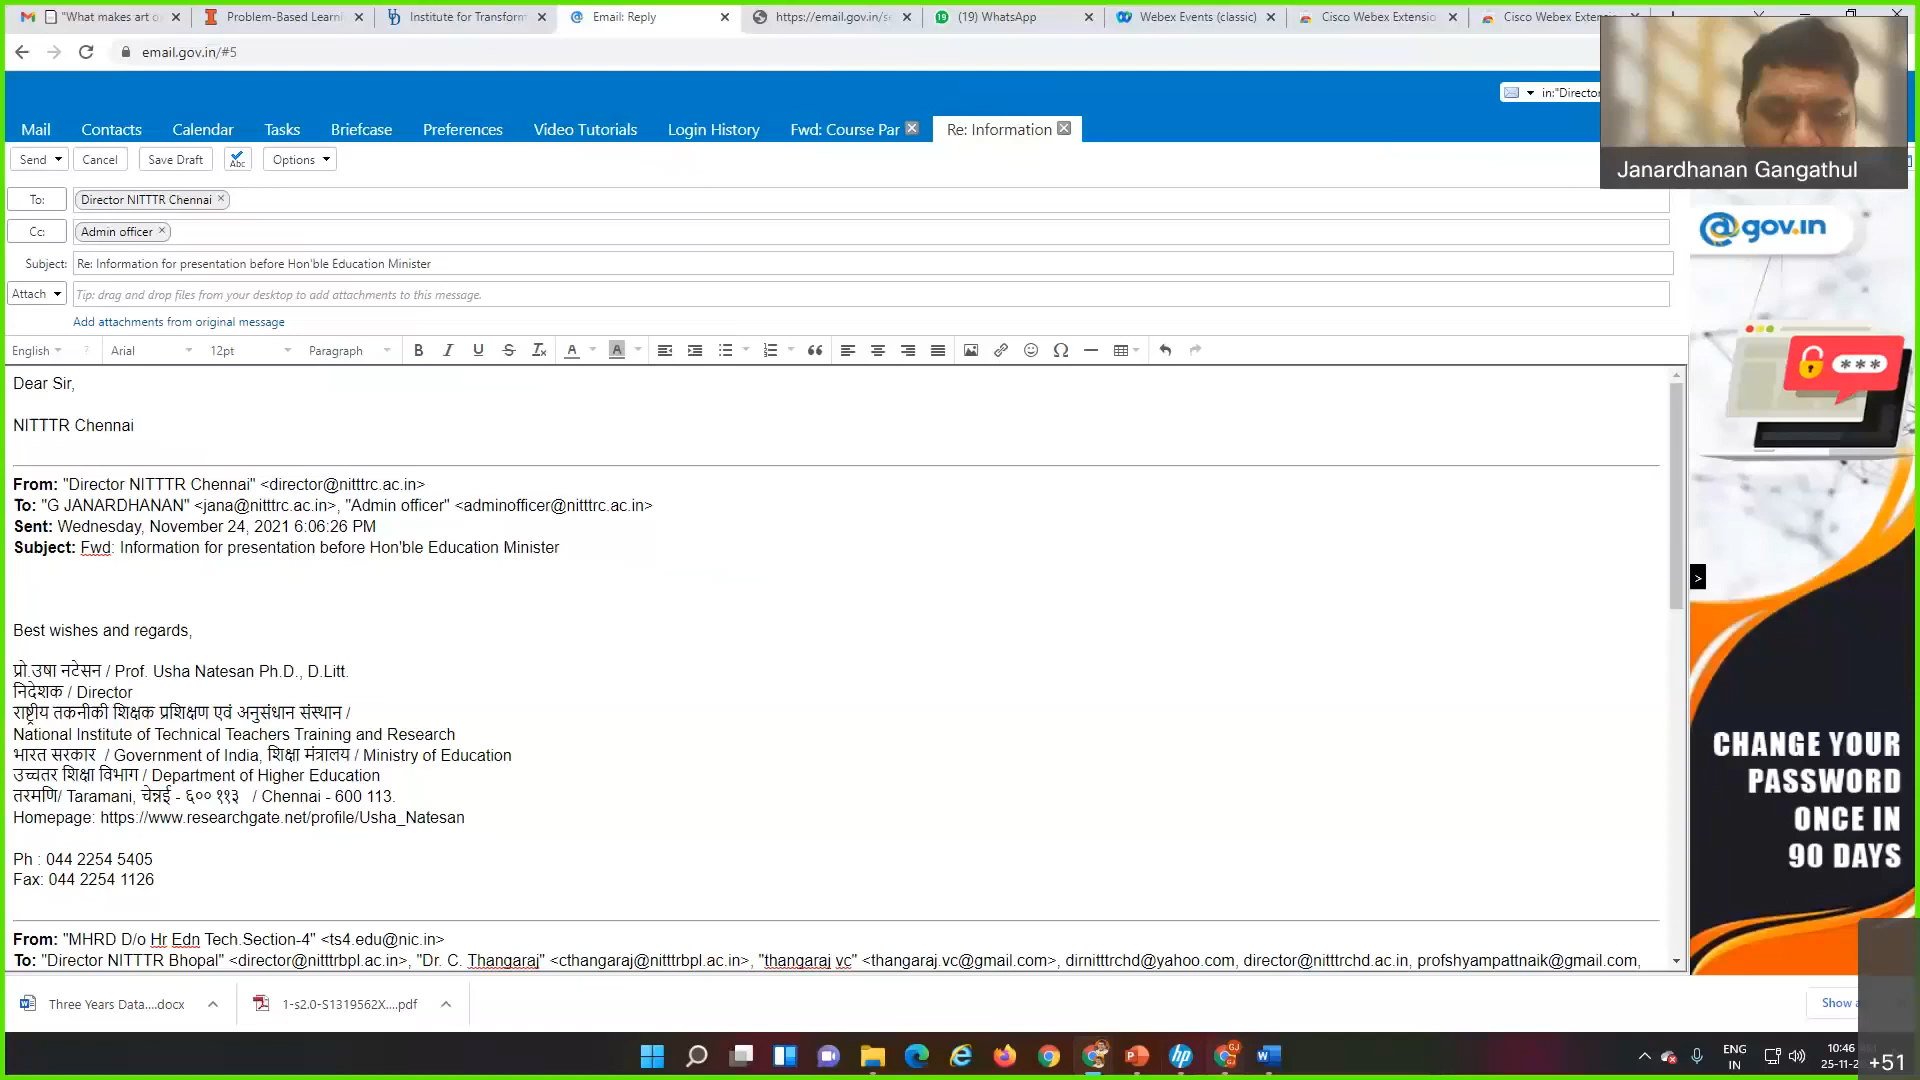 "What makes art o
Problem-Based Learni
Institute for Transform
Email: Reply
https://email.gov.in/se
(19) WhatsApp
Webex Events (classic)
Cisco Webex Extensio
Cisco Webex Extensio
email.gov.in/#5
in:"Director
Mail Contacts Calendar Tasks Briefcase Preferences Video Tutorials Login History Fwd: Course Par Re: Information
Send Cancel Save Draft Abc Options
Janardhanan Gangathul
To: Director NITTTR Chennai
Cc: Admin officer
Subject: Re: Information for presentation before Hon'ble Education Minister
Attach Tip: drag and drop files from your desktop to add attachments to this message.
Add attachments from original message
English Arial 12pt Paragraph
Dear Sir,
NITTTR Chennai
From: "Director NITTTR Chennai" <director@nitttrc.ac.in>
To: "G JANARDHANAN" <jana@nitttrc.ac.in>, "Admin officer" <adminofficer@nitttrc.ac.in>
Sent: Wednesday, November 24, 2021 6:06:26 PM
Subject: Fwd: Information for presentation before Hon'ble Education Minister
Best wishes and regards,
प्रो.उषा नटेसन / Prof. Usha Natesan Ph.D., D.Litt.
निदेशक / Director
राष्ट्रीय तकनीकी शिक्षक प्रशिक्षण एवं अनुसंधान संस्थान /
National Institute of Technical Teachers Training and Research
भारत सरकार / Government of India, शिक्षा मंत्रालय / Ministry of Education
उच्चतर शिक्षा विभाग / Department of Higher Education
तरमणि/ Taramani, चेन्नई - ६०० ११३ / Chennai - 600 113.
Homepage: https://www.researchgate.net/profile/Usha_Natesan
Ph : 044 2254 5405
Fax: 044 2254 1126
From: "MHRD D/o Hr Edn Tech.Section-4" <ts4.edu@nic.in>
To: "Director NITTTR Bhopal" <director@nitttrbpl.ac.in>, "Dr. C. Thangaraj" <cthangaraj@nitttrbpl.ac.in>, "thangaraj vc" <thangaraj.vc@gmail.com>, dirnitttrchd@yahoo.com, director@nitttrchd.ac.in, profshyampattnaik@gmail.com,
@gov.in
***
CHANGE YOUR
PASSWORD
ONCE IN
90 DAYS
Three Years Data....docx
1-s2.0-S1319562X....pdf
Show a
ENG
IN
10:46
25-11-2
+51